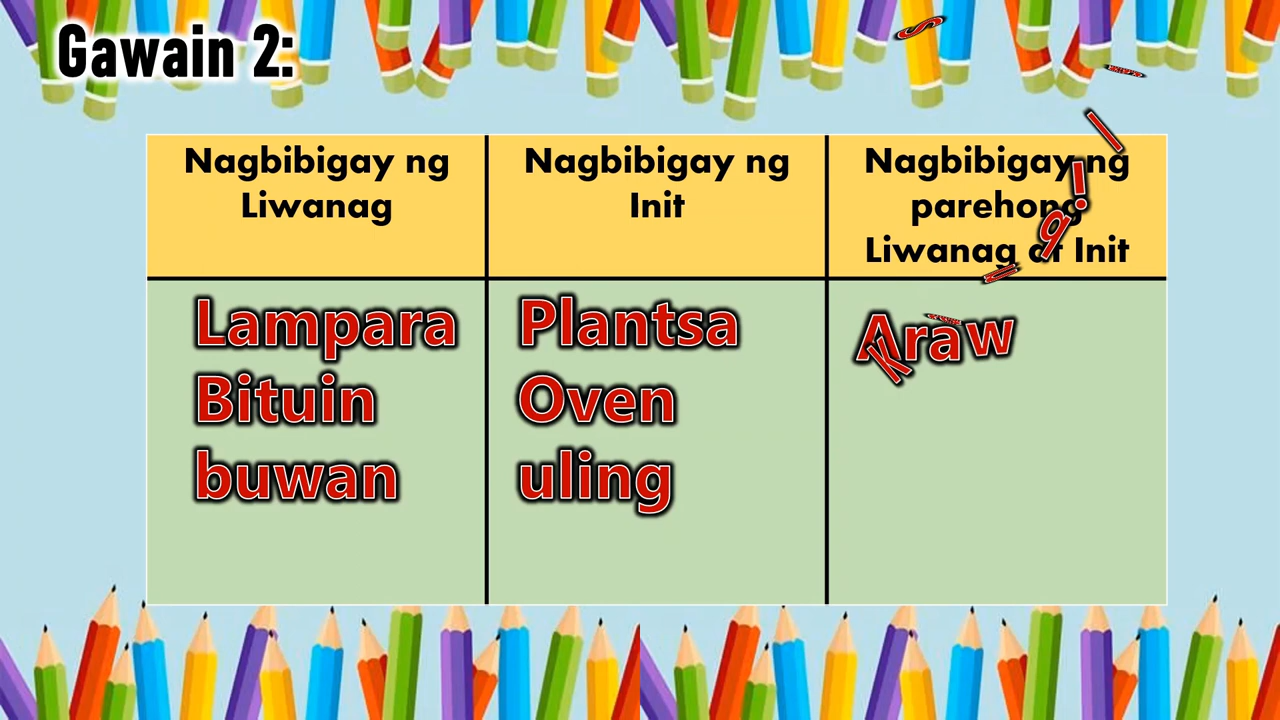 Gawain 2:
Nagbibigay ng
Liwanag
Nagbibigay ng
Init
Nagbibigay ng
parehong
Liwanag at Init
Lampara
Bituin
buwan
Plantsa
Oven
uling
Araw